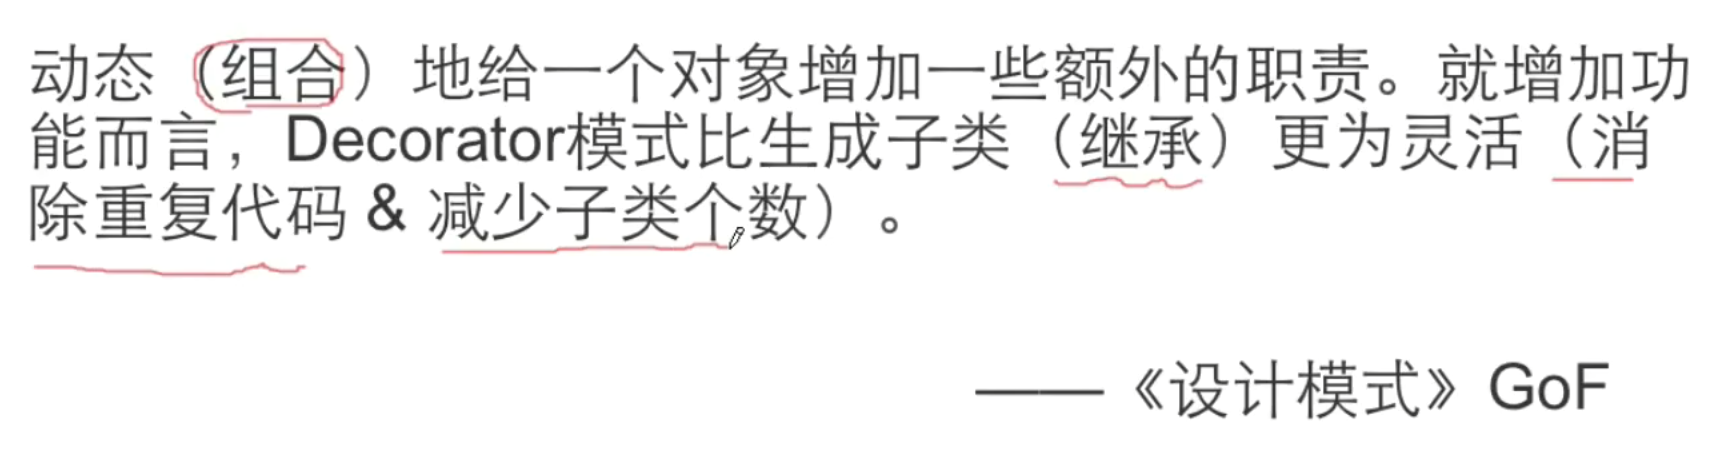 动态（组合）地给一个对象增加一些额外的职责。就增加功
能而言，Decorator模式比生成子类（继承）更为灵活（消
除重复代码 & 减少子类个数）。
——《设计模式》GoF